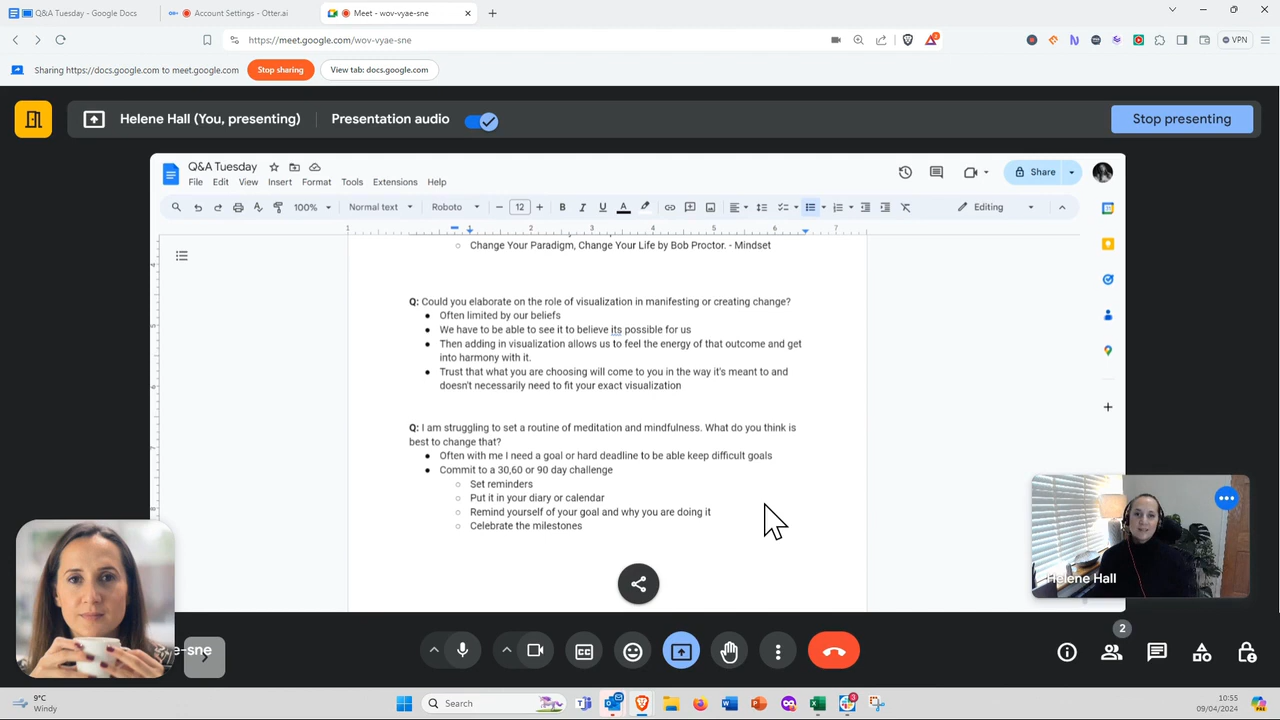 Q&A Tuesday - Google Docs
Account Settings - Otter.ai
Meet - wov-vyae-sne
https://meet.google.com/wov-vyae-sne
VPN
Sharing https://docs.google.com to meet.google.com
Stop sharing
View tab: docs.google.com
Helene Hall (You, presenting)
Presentation audio
Stop presenting
Q&A Tuesday
File Edit View Insert Format Tools Extensions Help
Share
100% Normal text Roboto 12 Editing
1 1 2 3 4 5 6 7
Change Your Paradigm, Change Your Life by Bob Proctor. - Mindset
Q: Could you elaborate on the role of visualization in manifesting or creating change?
Often limited by our beliefs
We have to be able to see it to believe its possible for us
Then adding in visualization allows us to feel the energy of that outcome and get
into harmony with it.
Trust that what you are choosing will come to you in the way it's meant to and
doesn't necessarily need to fit your exact visualization
Q: I am struggling to set a routine of meditation and mindfulness. What do you think is
best to change that?
Often with me I need a goal or hard deadline to be able keep difficult goals
Commit to a 30,60 or 90 day challenge
Set reminders
Put it in your diary or calendar
Remind yourself of your goal and why you are doing it
Celebrate the milestones
Helene Hall
e-sne
2
9°C
Windy
Search
10:55
09/04/2024